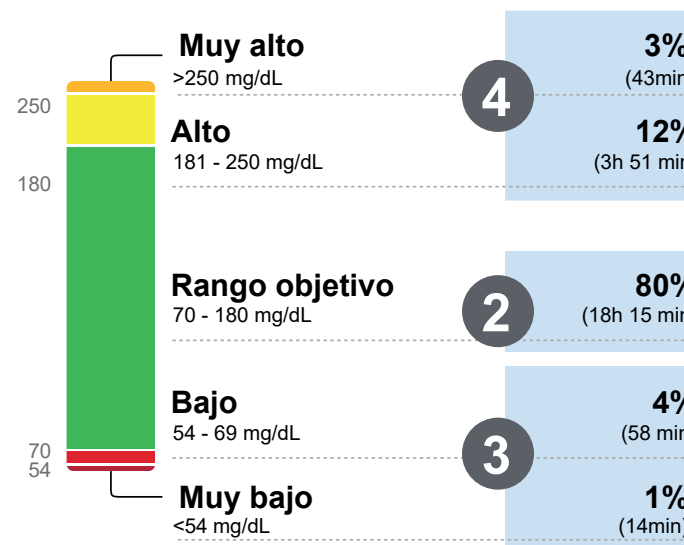 Muy alto
>250 mg/dL
3%
(43min
250
4
Alto
181 - 250 mg/dL
12%
(3h 51 min
180
Rango objetivo
70 - 180 mg/dL
2
80%
(18h 15 min
Bajo
54 - 69 mg/dL
4%
(58 min
70
54
3
Muy bajo
<54 mg/dL
1%
(14min)